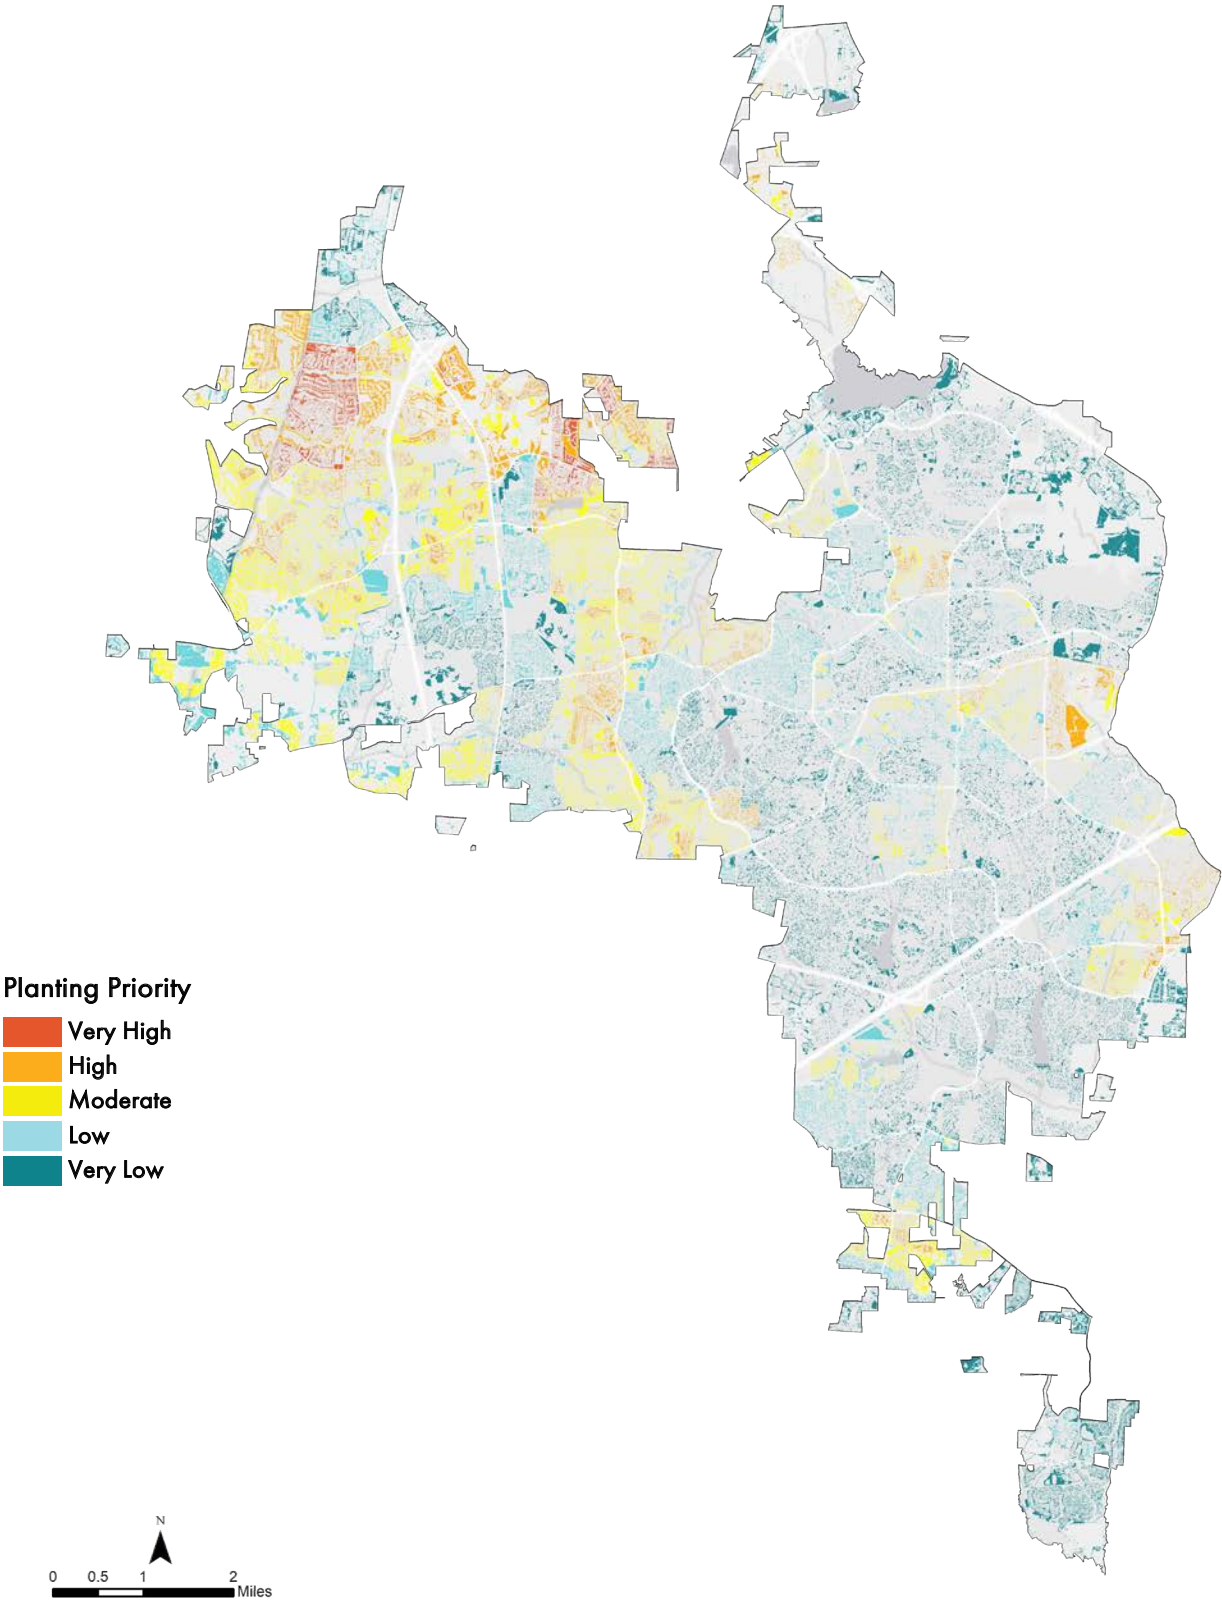 Planting Priority
Very High
High
Moderate
Low
Very Low
N
0 0.5 1 2
Miles